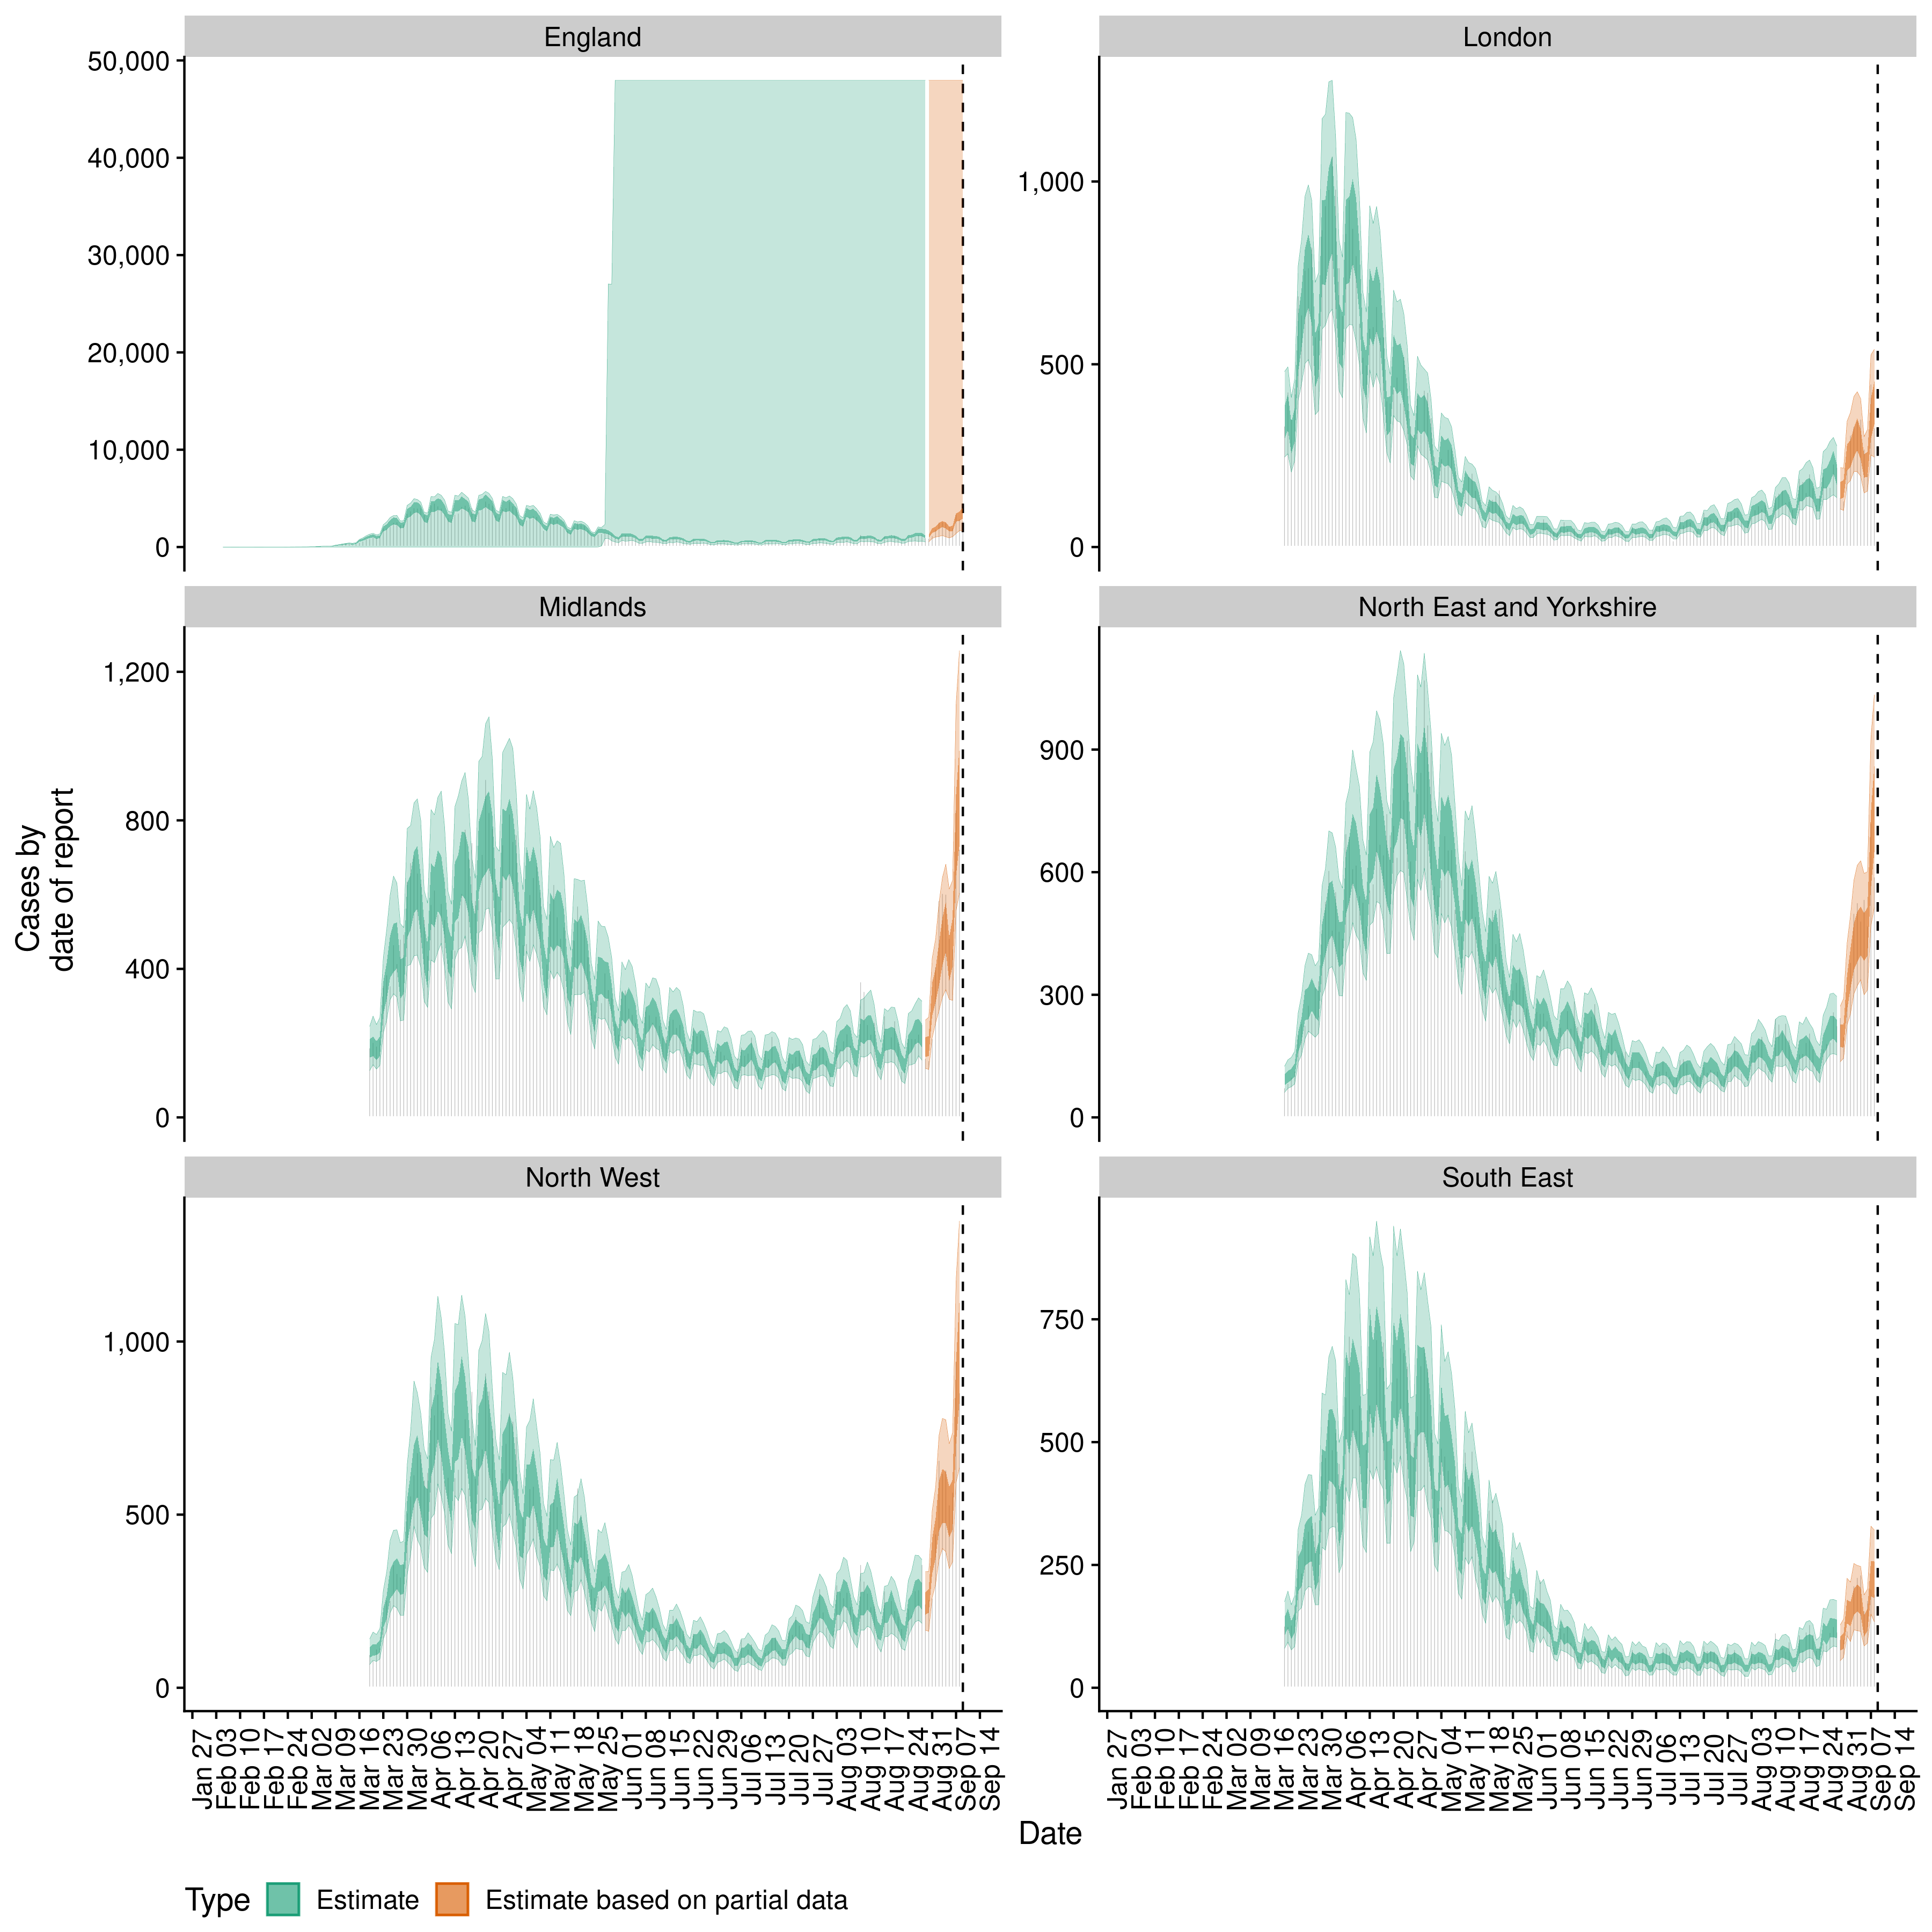 England
London
50,000
40,000
30,000
20,000
10,000
0
1,000
500
0
Midlands
North East and Yorkshire
1,200
800
400
0
900
600
300
0
North West
South East
1,000
500
0
750
500
250
0
Cases by
date of report
Jan 27
Feb 03
Feb 10
Feb 17
Feb 24
Mar 02
Mar 09
Mar 16
Mar 23
Mar 30
Apr 06
Apr 13
Apr 20
Apr 27
May 04
May 11
May 18
May 25
Jun 01
Jun 08
Jun 15
Jun 22
Jun 29
Jul 06
Jul 13
Jul 20
Jul 27
Aug 03
Aug 10
Aug 17
Aug 24
Aug 31
Sep 07
Sep 14
Jan 27
Feb 03
Feb 10
Feb 17
Feb 24
Mar 02
Mar 09
Mar 16
Mar 23
Mar 30
Apr 06
Apr 13
Apr 20
Apr 27
May 04
May 11
May 18
May 25
Jun 01
Jun 08
Jun 15
Jun 22
Jun 29
Jul 06
Jul 13
Jul 20
Jul 27
Aug 03
Aug 10
Aug 17
Aug 24
Aug 31
Sep 07
Sep 14
Date
Type
Estimate
Estimate based on partial data